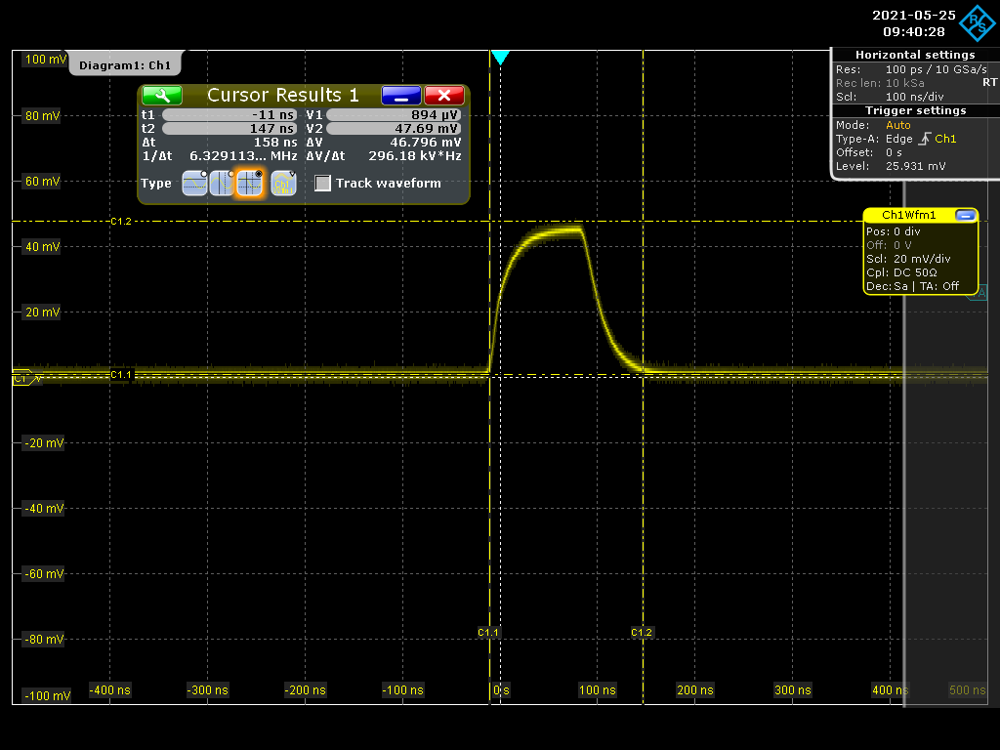 2021-05-25
09:40:28
R&S
Diagram1: Ch1
Horizontal settings
Res: 100 ps / 10 GSa/s
Rec len: 10 kSa RT
Scl: 100 ns/div
Trigger settings
Mode: Auto
Type-A: Edge Ch1
Offset: 0 s
Level: 25.931 mV
Cursor Results 1
t1 -11 ns V1 894 µV
t2 147 ns V2 47.69 mV
Δt 158 ns ΔV 46.796 mV
1/Δt 6.329113... MHz ΔV/Δt 296.18 kV*Hz
Type Track waveform
Ch1Wfm1
Pos: 0 div
Off: 0 V
Scl: 20 mV/div
Cpl: DC 50Ω
Dec: Sa | TA: Off
TA
100 mV
80 mV
60 mV
C1.2
40 mV
20 mV
C1.1
C1
-20 mV
-40 mV
-60 mV
-80 mV
-100 mV
C1.1
C1.2
-400 ns
-300 ns
-200 ns
-100 ns
0 s
100 ns
200 ns
300 ns
400 ns
500 ns